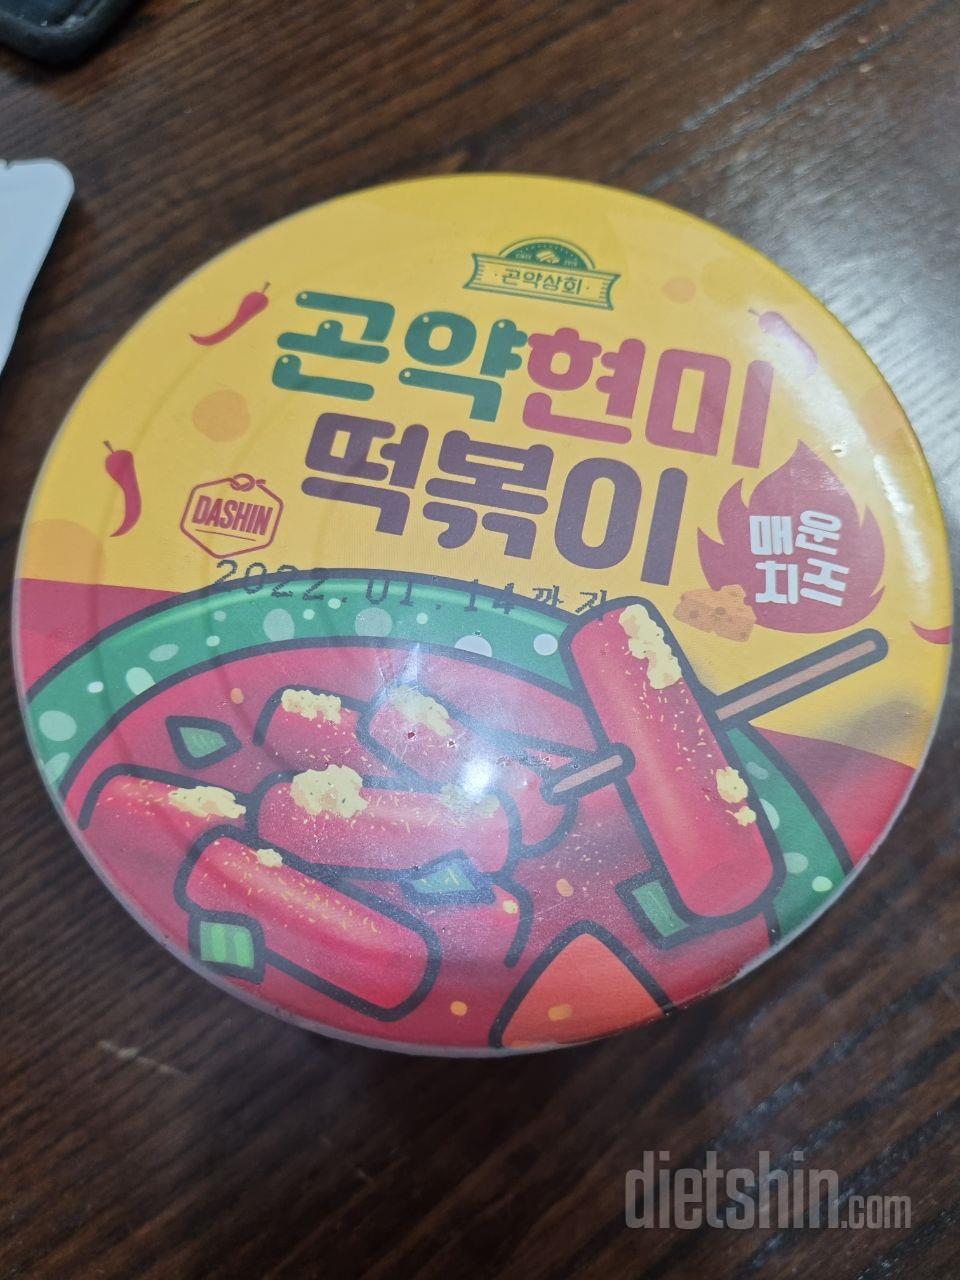 곤약상회
곤약현미
떡볶이
DASHIN
매운
치즈
2022.01.14까지
dietshin.com